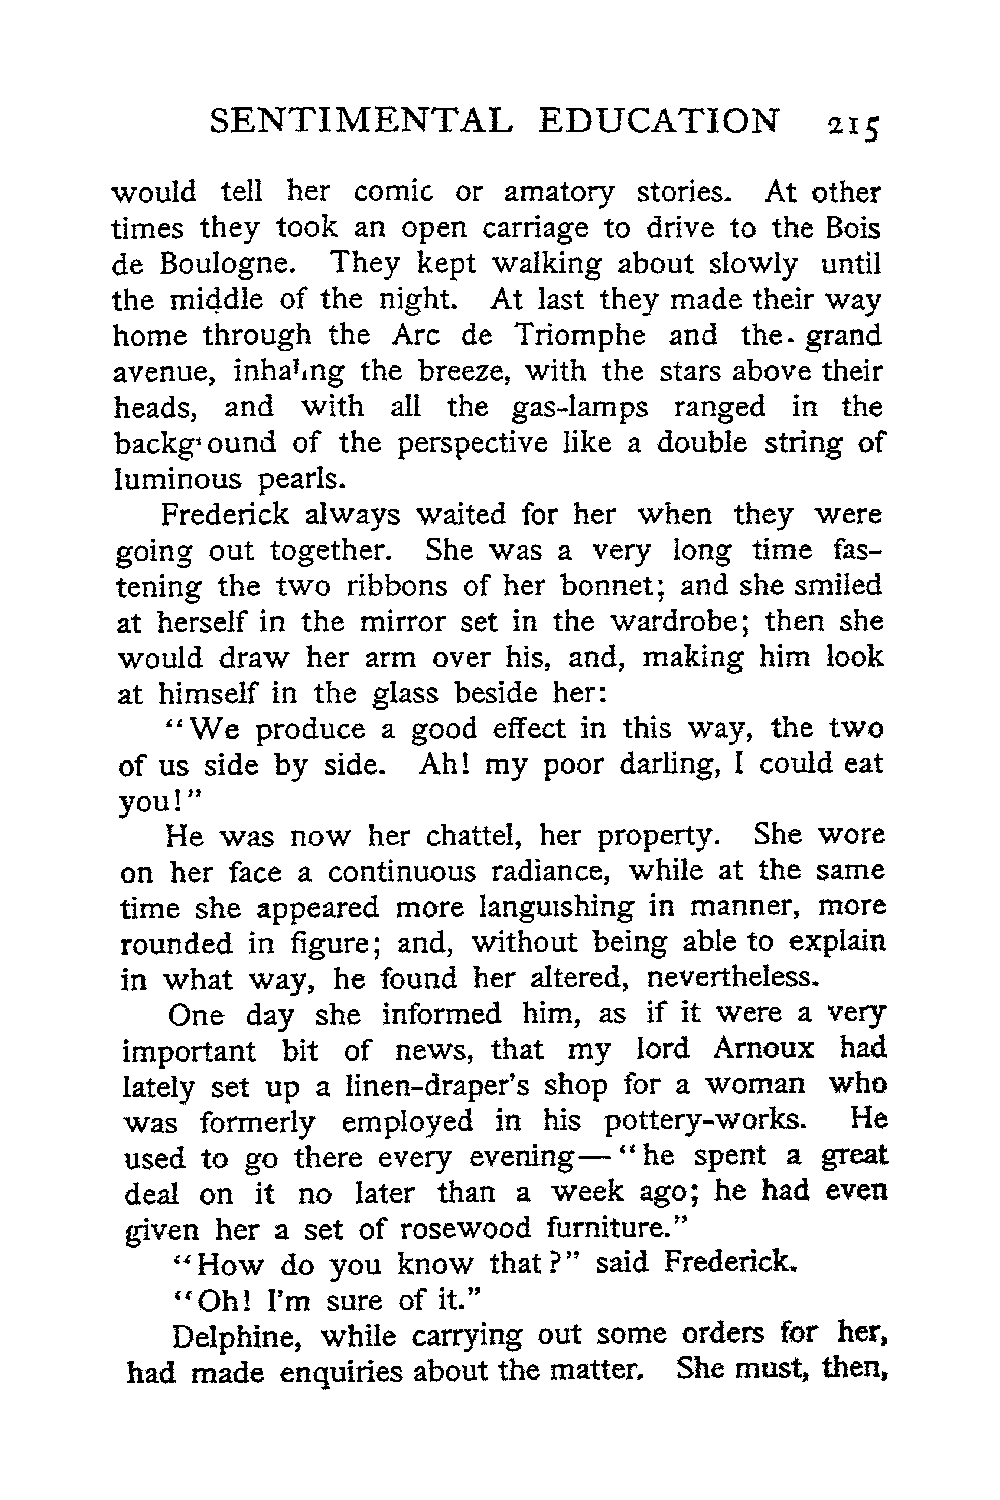 SENTIMENTAL EDUCATION 215
would tell her comic or amatory stories. At other
times they took an open carriage to drive to the Bois
de Boulogne. They kept walking about slowly until
the middle of the night. At last they made their way
home through the Arc de Triomphe and the grand
avenue, inhaling the breeze, with the stars above their
heads, and with all the gas-lamps ranged in the
background of the perspective like a double string of
luminous pearls.
Frederick always waited for her when they were
going out together. She was a very long time fas-
tening the two ribbons of her bonnet; and she smiled
at herself in the mirror set in the wardrobe; then she
would draw her arm over his, and, making him look
at himself in the glass beside her:
"We produce a good effect in this way, the two
of us side by side. Ah! my poor darling, I could eat
you!"
He was now her chattel, her property. She wore
on her face a continuous radiance, while at the same
time she appeared more languishing in manner, more
rounded in figure; and, without being able to explain
in what way, he found her altered, nevertheless.
One day she informed him, as if it were a very
important bit of news, that my lord Arnoux had
lately set up a linen-draper's shop for a woman who
was formerly employed in his pottery-works. He
used to go there every evening—"he spent a great
deal on it no later than a week ago; he had even
given her a set of rosewood furniture."
"How do you know that?" said Frederick.
"Oh! I'm sure of it."
Delphine, while carrying out some orders for her,
had made enquiries about the matter. She must, then,